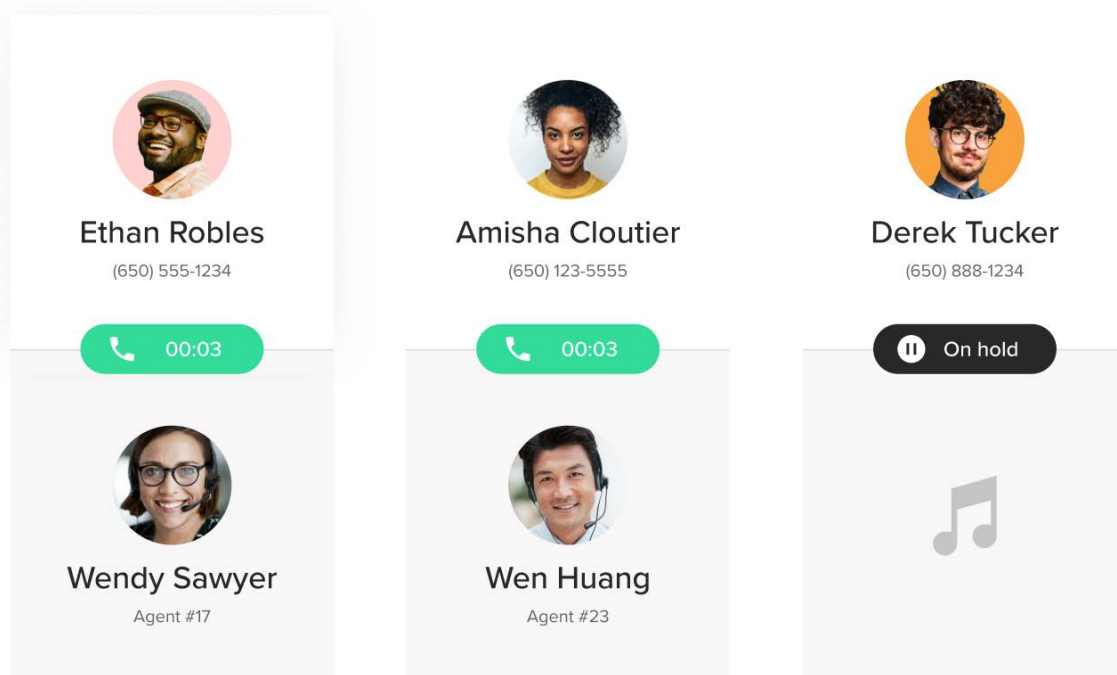 Ethan Robles
(650) 555-1234
00:03
Wendy Sawyer
Agent #17
Amisha Cloutier
(650) 123-5555
00:03
Wen Huang
Agent #23
Derek Tucker
(650) 888-1234
On hold